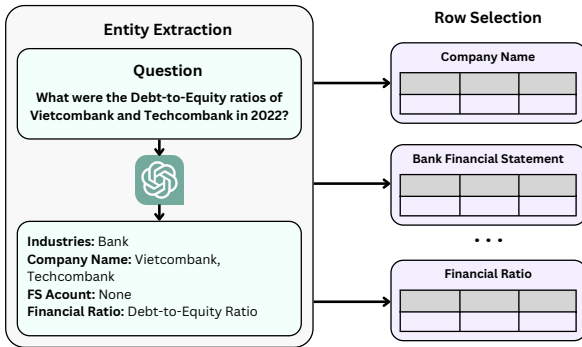 Entity Extraction
Question
What were the Debt-to-Equity ratios of
Vietcombank and Techcombank in 2022?
Industries: Bank
Company Name: Vietcombank,
Techcombank
FS Acount: None
Financial Ratio: Debt-to-Equity Ratio
Row Selection
Company Name
Bank Financial Statement
...
Financial Ratio